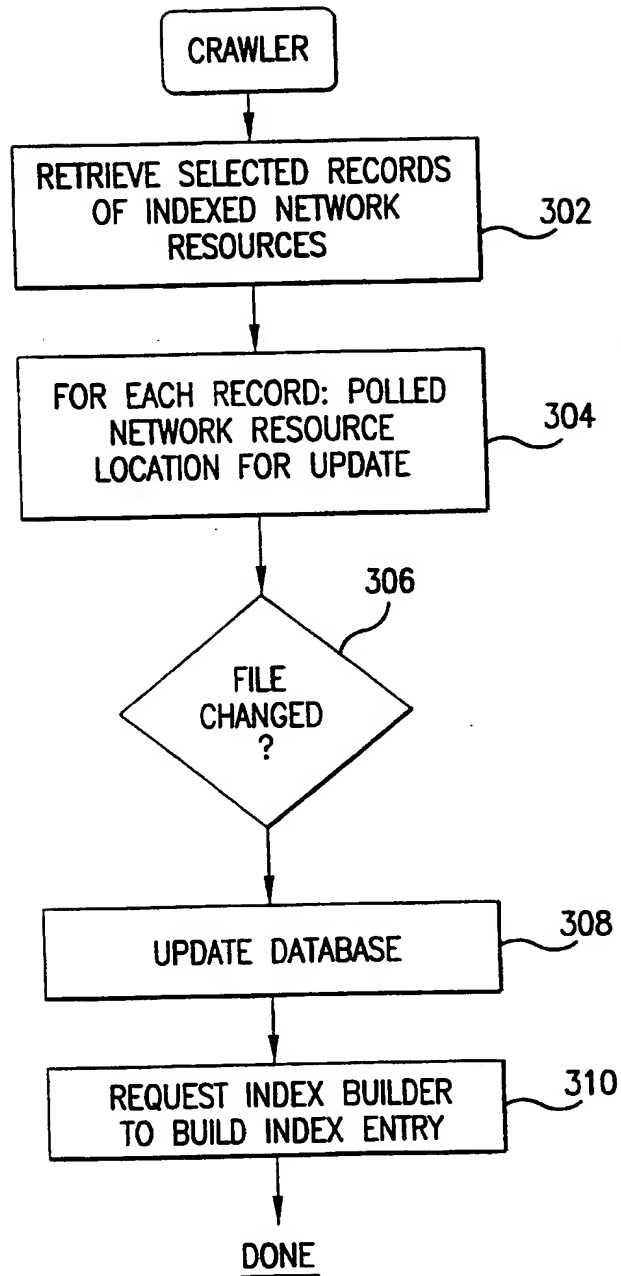 CRAWLER
RETRIEVE SELECTED RECORDS
OF INDEXED NETWORK
RESOURCES
302
FOR EACH RECORD: POLLED
NETWORK RESOURCE
LOCATION FOR UPDATE
304
306
FILE
CHANGED
?
UPDATE DATABASE
308
REQUEST INDEX BUILDER
TO BUILD INDEX ENTRY
310
DONE